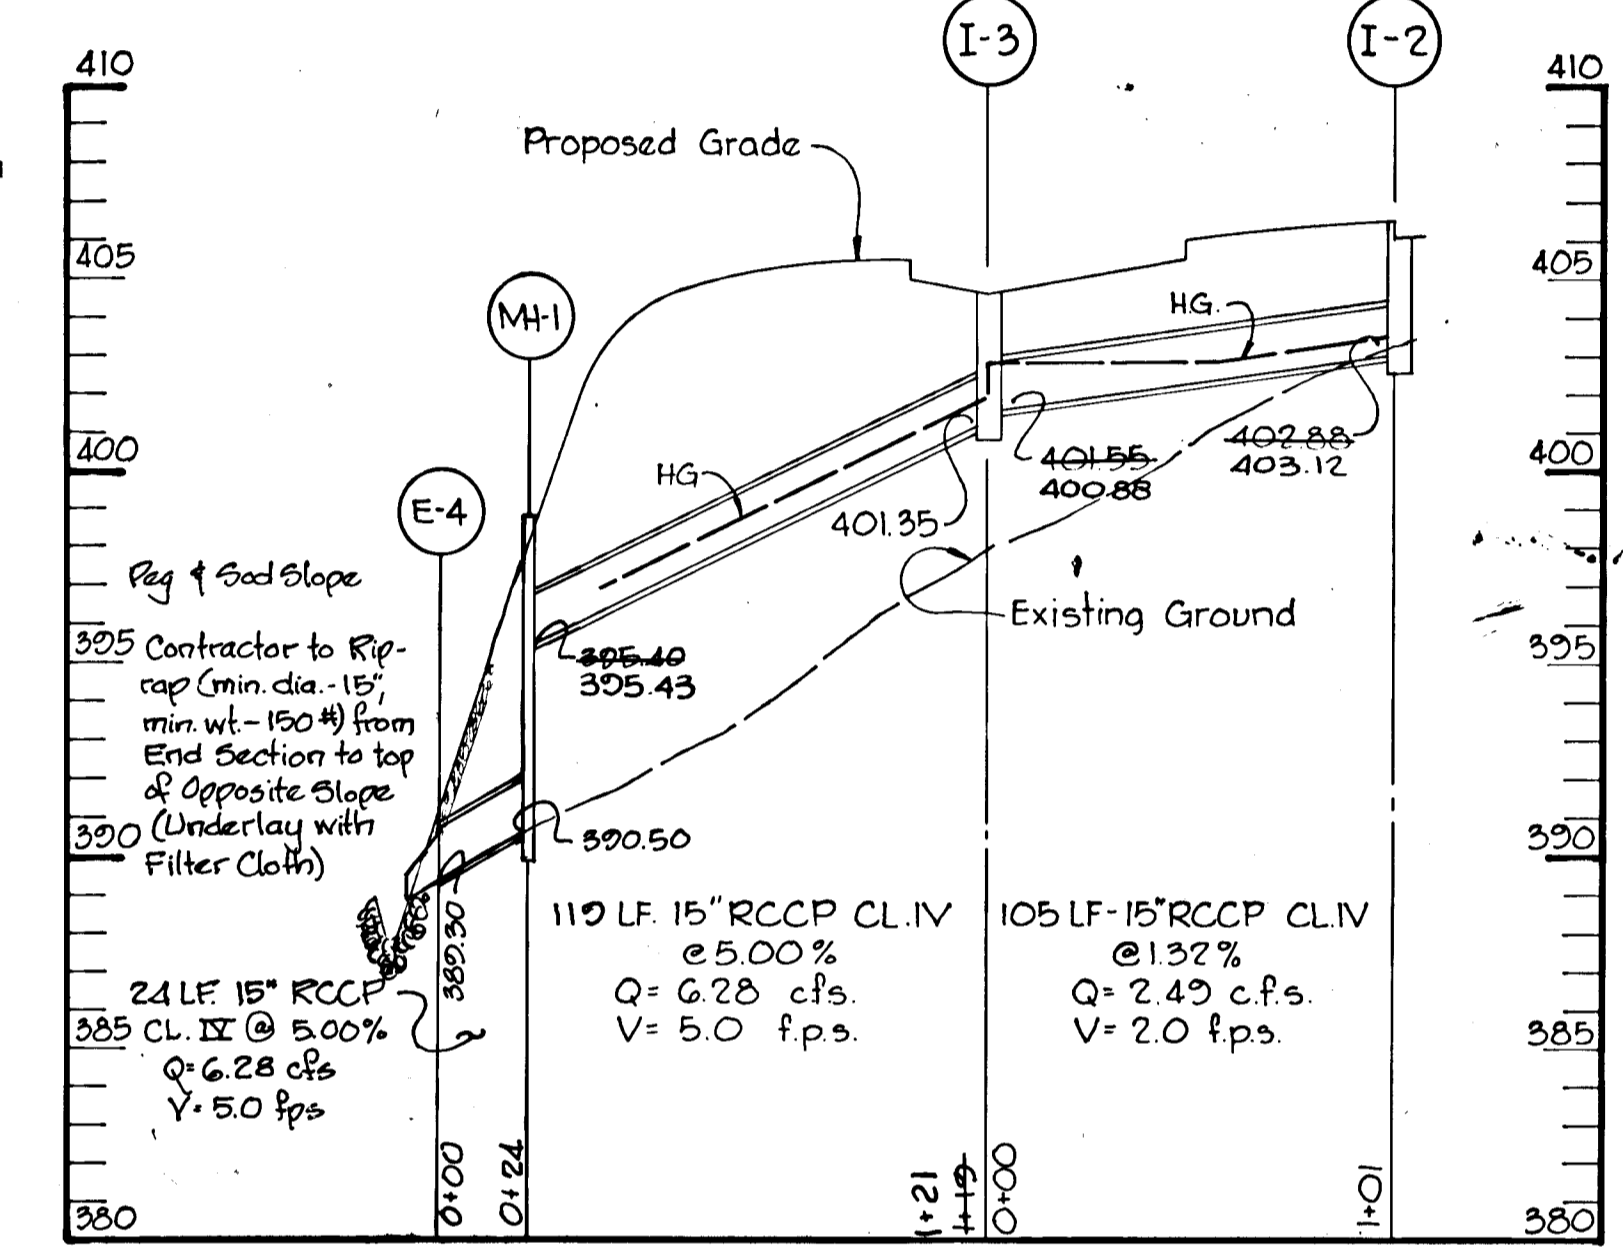 I-3
I-2
410
410
Proposed Grade
405
405
MH-1
H.G.
400
400
E-4
HG
402.88
403.12
401.55
400.88
401.35
Peg & Sod Slope
Existing Ground
395
395
Contractor to Rip-
rap (min. dia.-15",
min. wt.-150#) from
End Section to top
of Opposite Slope
(Underlay with
Filter Cloth)
395.40
395.43
390
390
390.50
389.30
119 LF. 15" RCCP CL.IV
@ 5.00%
Q= 6.28 cfs.
V= 5.0 f.p.s.
105 LF-15" RCCP CL.IV
@ 1.32%
Q= 2.49 c.f.s.
V= 2.0 f.p.s.
24 LF. 15" RCCP
CL. IV @ 5.00%
Q=6.28 cfs
V=5.0 fps
385
385
0+00
0+24
1+21
1+19
0+00
1+01
380
380